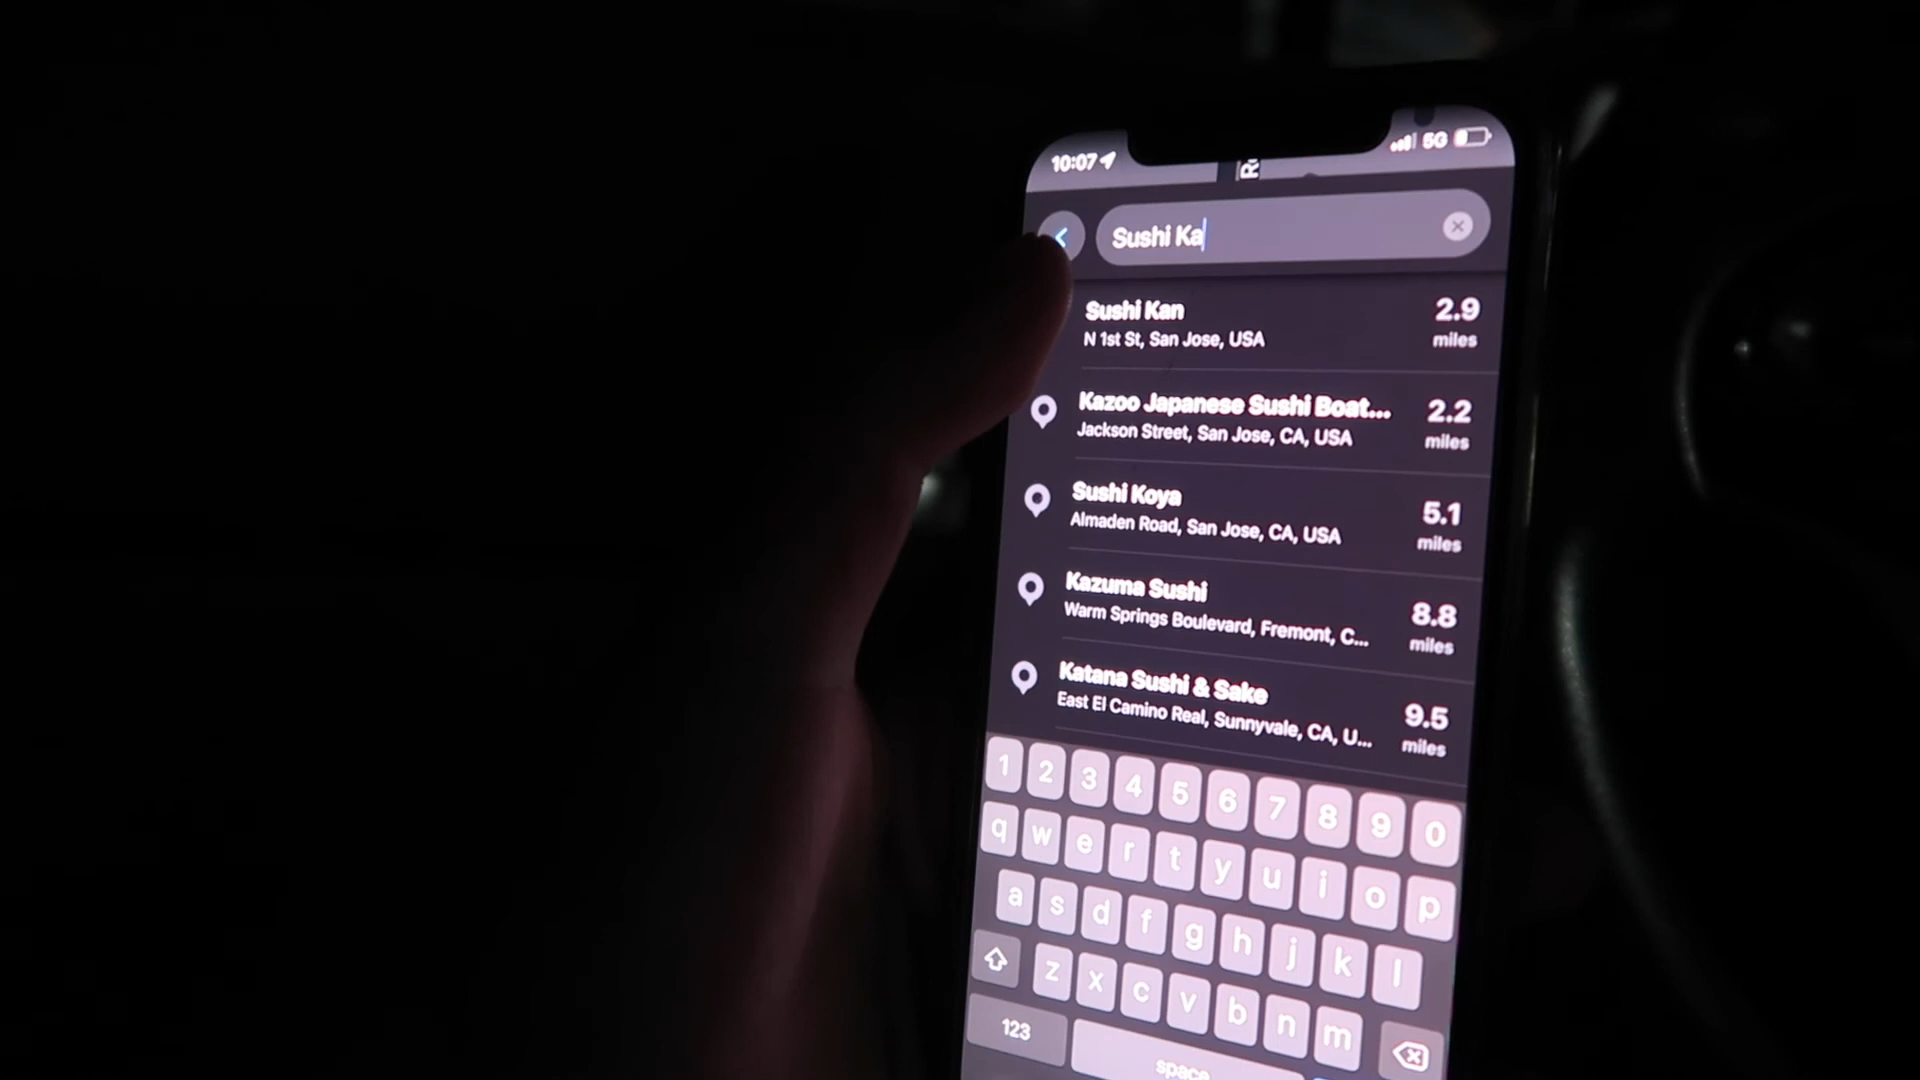 10:07
5G
Sushi Ka
Sushi Kan
N 1st St, San Jose, USA
2.9
miles
Kazoo Japanese Sushi Boat...
Jackson Street, San Jose, CA, USA
2.2
miles
Sushi Koya
Almaden Road, San Jose, CA, USA
5.1
miles
Kazuma Sushi
Warm Springs Boulevard, Fremont, C...
8.8
miles
Katana Sushi & Sake
East El Camino Real, Sunnyvale, CA, U...
9.5
miles
1 2 3 4 5 6 7 8 9 0
q w e r t y u i o p
a s d f g h j k l
z x c v b n m
123
space